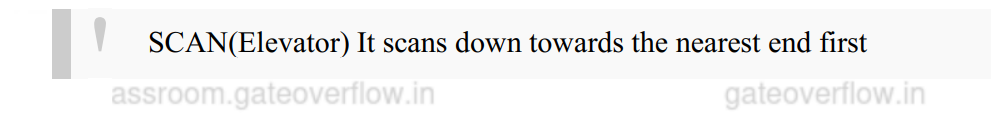 SCAN(Elevator) It scans down towards the nearest end first
assroom.gateoverflow.in gateoverflow.in